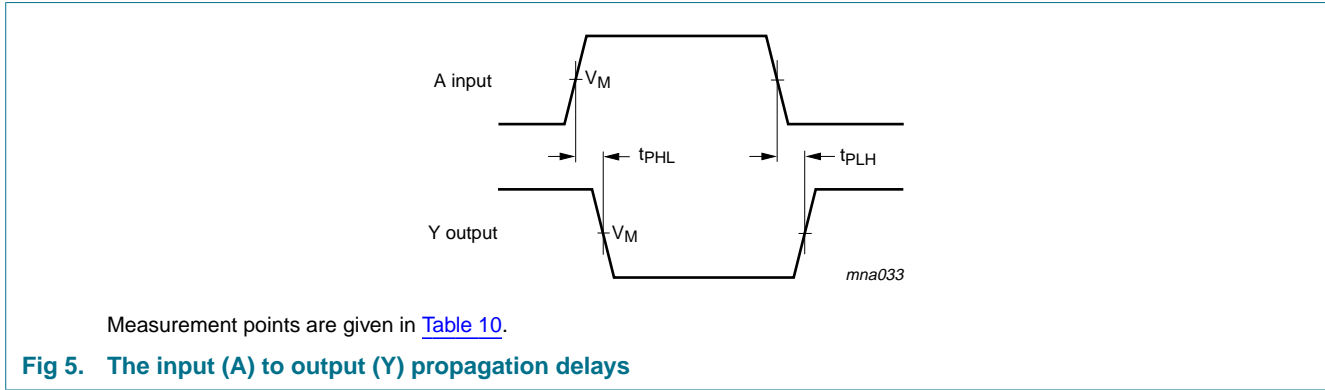 A input
VM
tPHL
tPLH
Y output
VM
mna033
Measurement points are given in Table 10.
Fig 5. The input (A) to output (Y) propagation delays